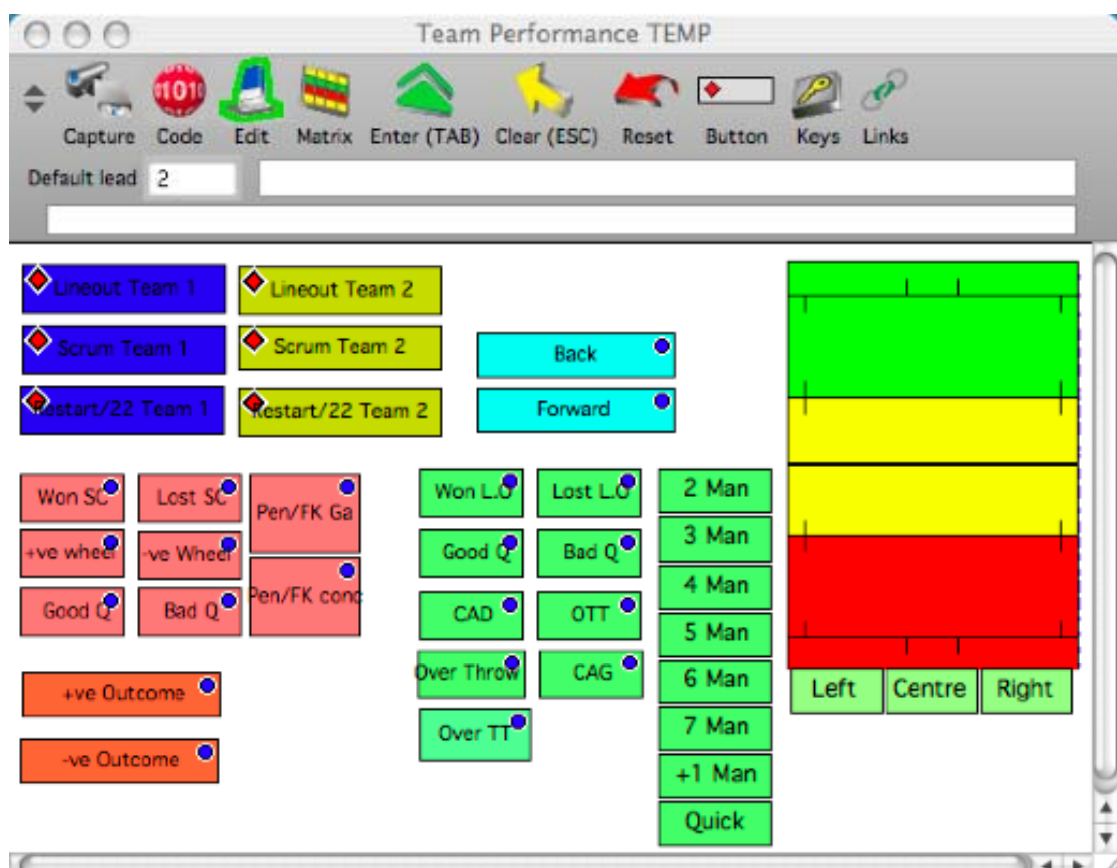 Team Performance TEMP
Capture Code Edit Matrix Enter (TAB) Clear (ESC) Reset Button Keys Links
Default lead 2
Lineout Team 1
Lineout Team 2
Scrum Team 1
Scrum Team 2
Restart/22 Team 1
Restart/22 Team 2
Back
Forward
Won SC
Lost SC
Pen/FK Ga
+ve wheel
-ve Wheel
Pen/FK conc
Good Q
Bad Q
+ve Outcome
-ve Outcome
Won L.O
Lost L.O
Good Q
Bad Q
CAD
OTT
Over Throw
CAG
Over TT
2 Man
3 Man
4 Man
5 Man
6 Man
7 Man
+1 Man
Quick
Left Centre Right